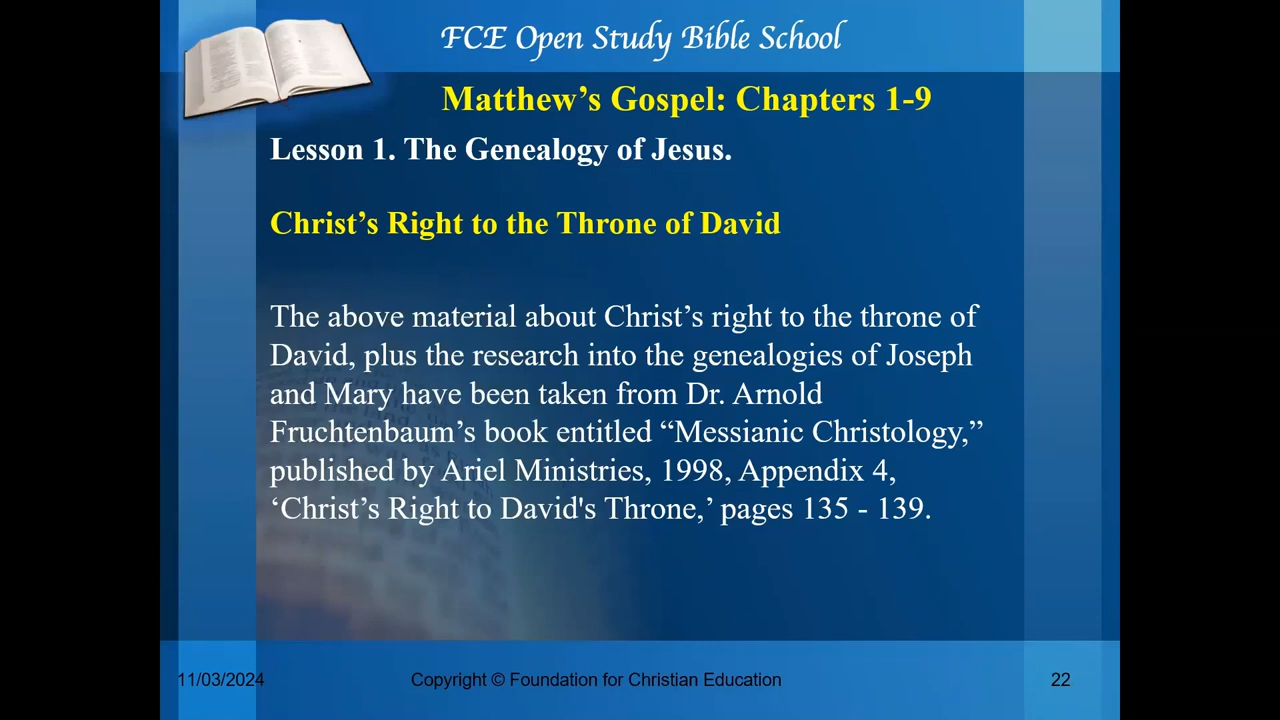 FCE Open Study Bible School
Matthew’s Gospel: Chapters 1-9
Lesson 1. The Genealogy of Jesus.
Christ’s Right to the Throne of David
The above material about Christ’s right to the throne of
David, plus the research into the genealogies of Joseph
and Mary have been taken from Dr. Arnold
Fruchtenbaum’s book entitled “Messianic Christology,”
published by Ariel Ministries, 1998, Appendix 4,
‘Christ’s Right to David's Throne,’ pages 135 - 139.
11/03/2024
Copyright © Foundation for Christian Education
22